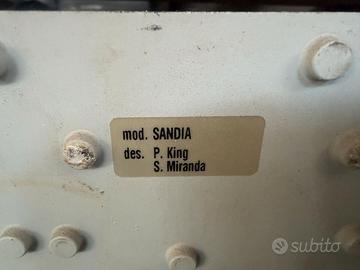 mod. SANDIA
des. P. King
S. Miranda
subito